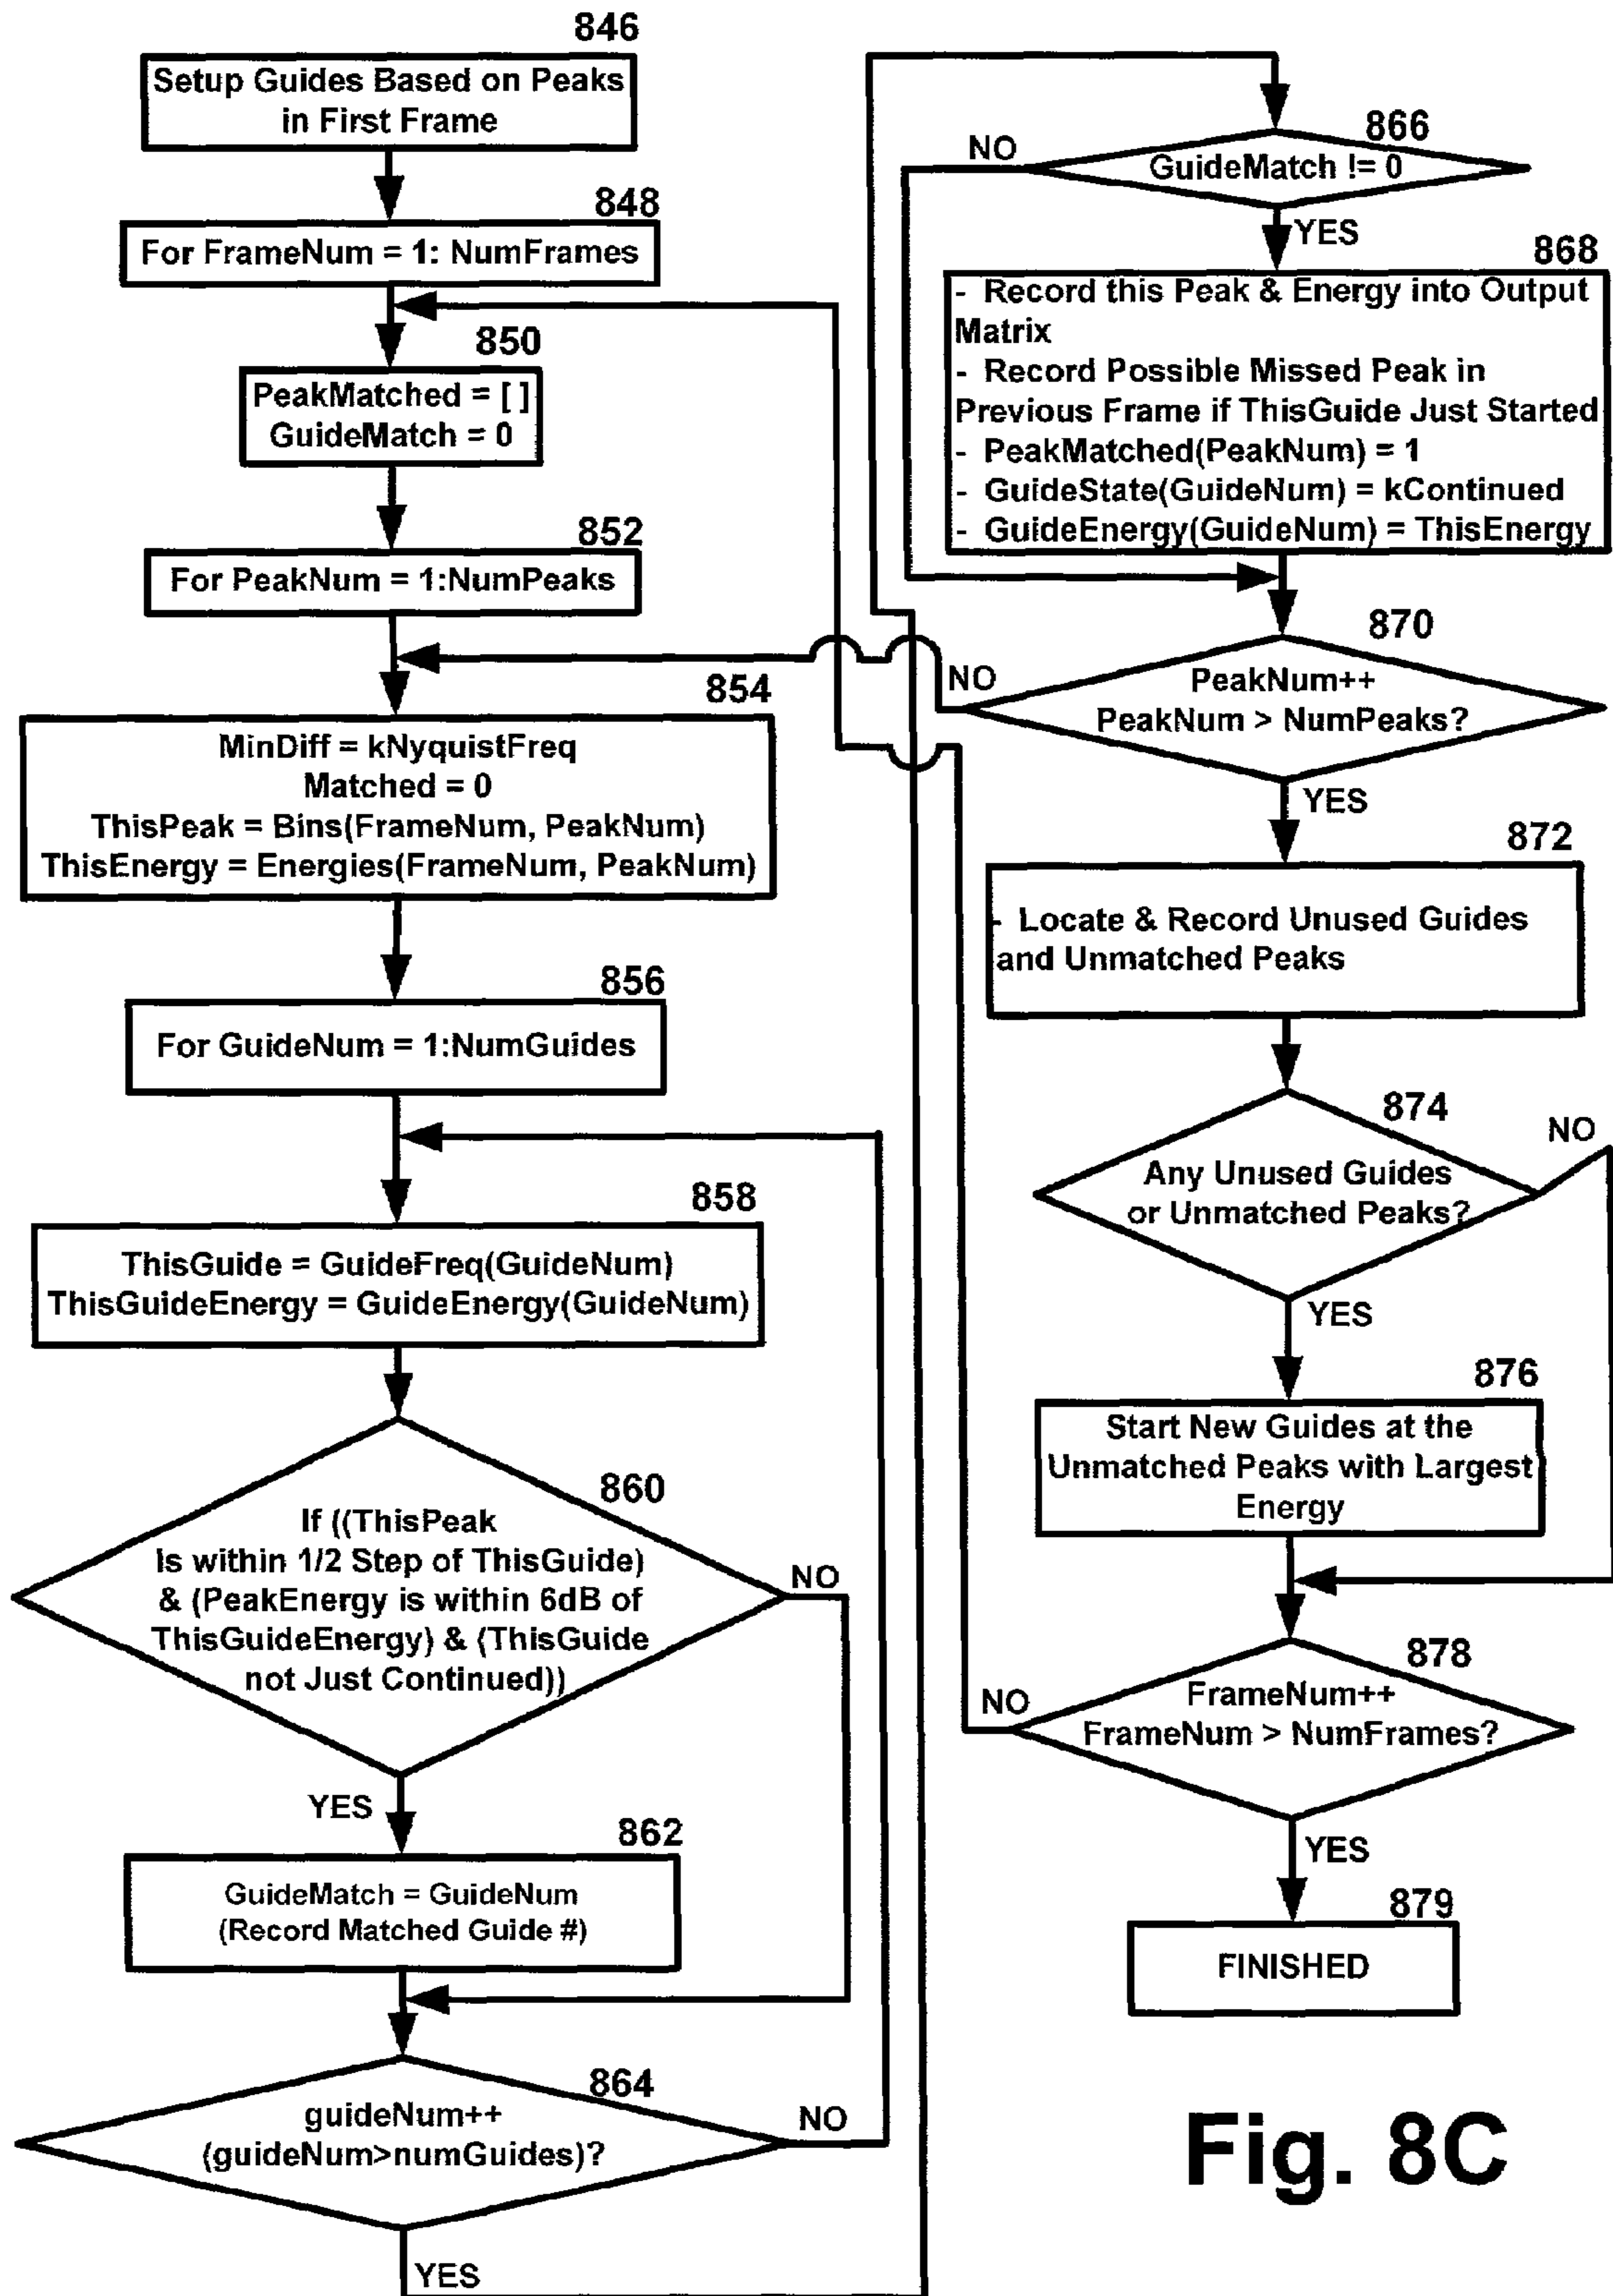 846
Setup Guides Based on Peaks
in First Frame
848
For FrameNum = 1: NumFrames
850
PeakMatched = [ ]
GuideMatch = 0
852
For PeakNum = 1:NumPeaks
854
MinDiff = kNyquistFreq
Matched = 0
ThisPeak = Bins(FrameNum, PeakNum)
ThisEnergy = Energies(FrameNum, PeakNum)
856
For GuideNum = 1:NumGuides
858
ThisGuide = GuideFreq(GuideNum)
ThisGuideEnergy = GuideEnergy(GuideNum)
860
If ((ThisPeak
Is within 1/2 Step of ThisGuide)
& (PeakEnergy is within 6dB of
ThisGuideEnergy) & (ThisGuide
not Just Continued))
NO
YES
862
GuideMatch = GuideNum
(Record Matched Guide #)
864
guideNum++
(guideNum>numGuides)?
NO
YES
866
GuideMatch != 0
NO
YES
868
- Record this Peak & Energy into Output
Matrix
- Record Possible Missed Peak in
Previous Frame if ThisGuide Just Started
- PeakMatched(PeakNum) = 1
- GuideState(GuideNum) = kContinued
- GuideEnergy(GuideNum) = ThisEnergy
870
PeakNum++
PeakNum > NumPeaks?
NO
YES
872
- Locate & Record Unused Guides
and Unmatched Peaks
874
Any Unused Guides
or Unmatched Peaks?
NO
YES
876
Start New Guides at the
Unmatched Peaks with Largest
Energy
878
FrameNum++
FrameNum > NumFrames?
NO
YES
879
FINISHED
Fig. 8C